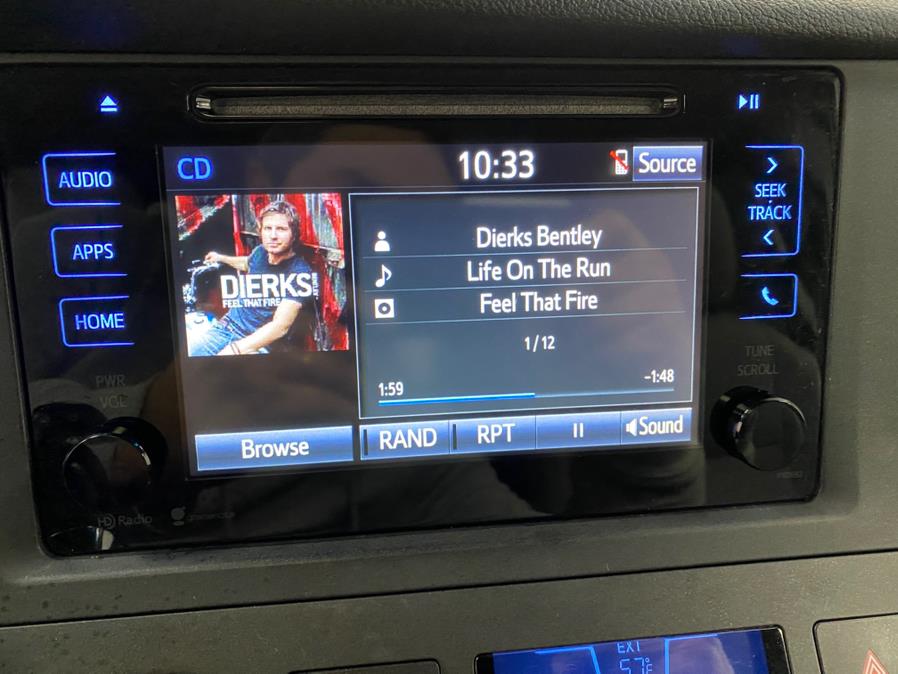 CD
10:33
Source
AUDIO
APPS
HOME
SEEK
TRACK
DIERKS
FEEL THAT FIRE
Dierks Bentley
Life On The Run
Feel That Fire
1/12
1:59
-1:48
Browse
RAND
RPT
Sound
PWR
VOL
TUNE
SCROLL
HD Radio
EXT
57°F